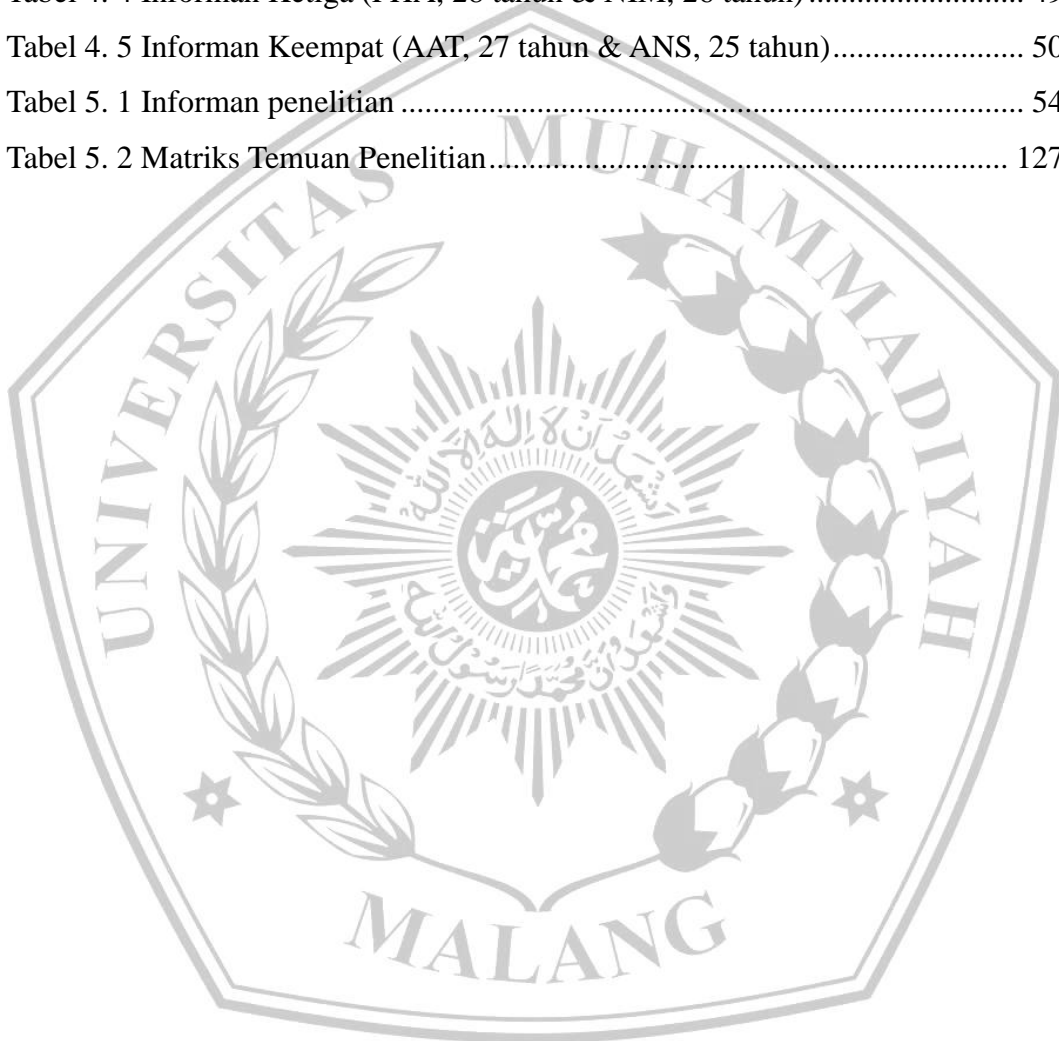 Tabel 4. 5 Informan Keempat (AAT, 27 tahun & ANS, 25 tahun)...................... 50
Tabel 5. 1 Informan penelitian .................................................................. 54
Tabel 5. 2 Matriks Temuan Penelitian...................................................... 127
UNIVERSITAS MUHAMMADIYAH
MALANG